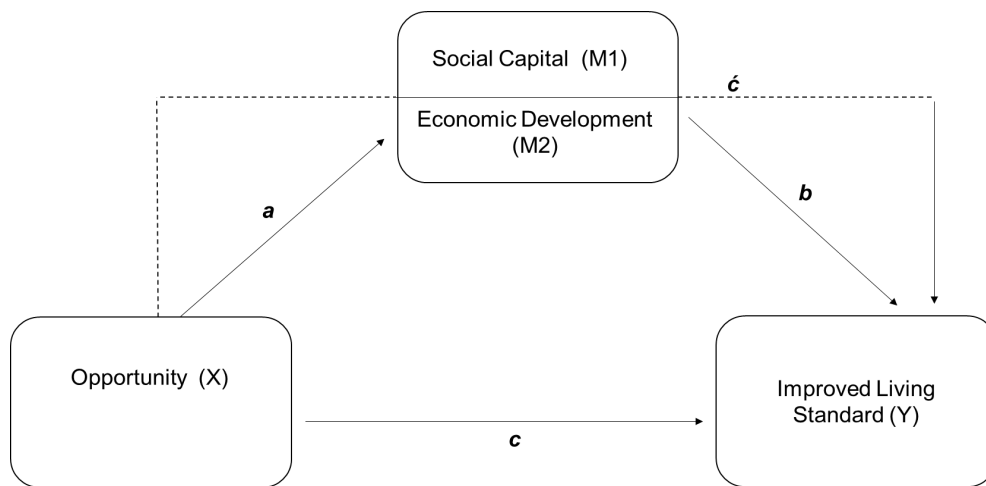 Social Capital (M1)
ć
Economic Development
(M2)
a
b
Opportunity (X)
Improved Living
Standard (Y)
c